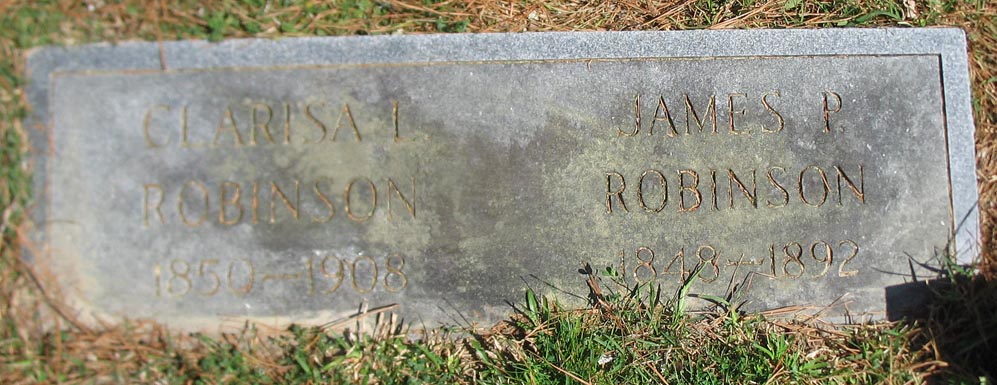 CLARISA L.
ROBINSON
1850—1908
JAMES P.
ROBINSON
1848—1892